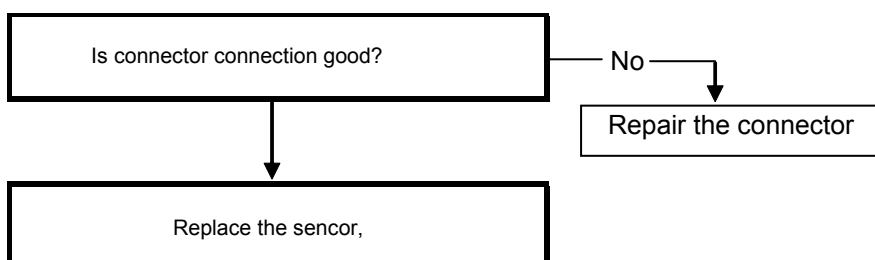 Is connector connection good?
No
Repair the connector
Replace the sencor,